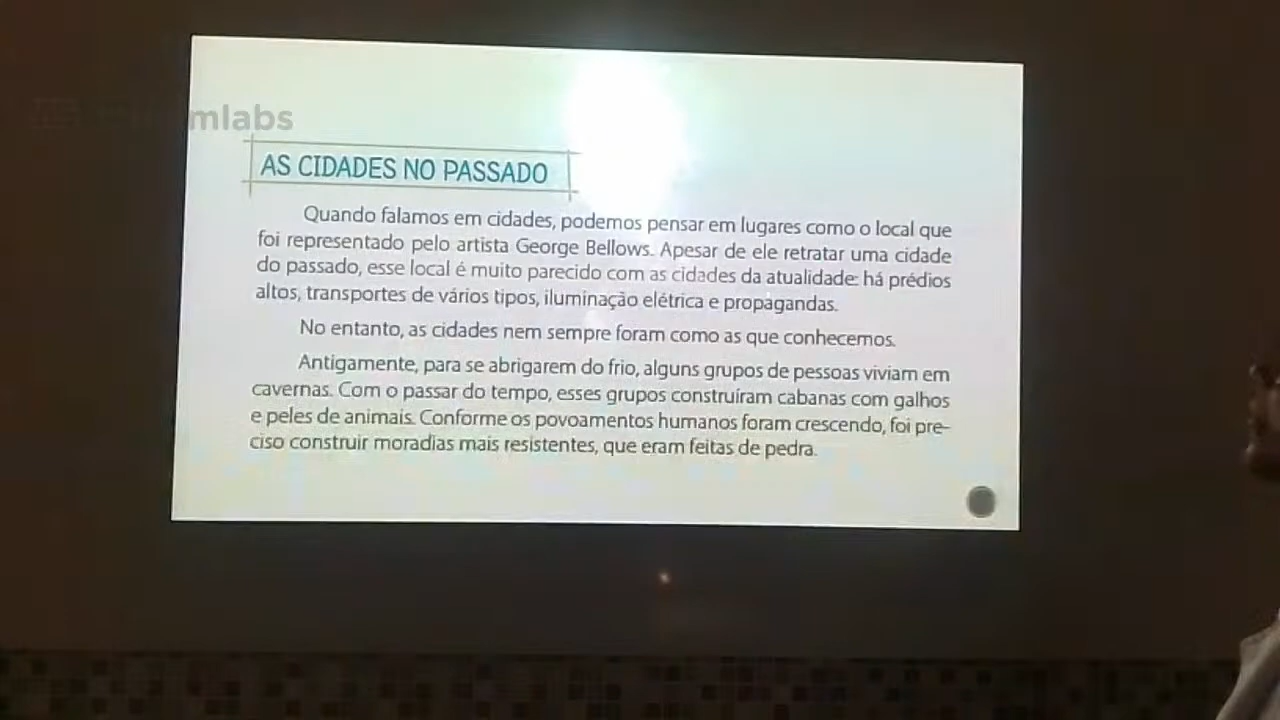 mlabs
AS CIDADES NO PASSADO
Quando falamos em cidades, podemos pensar em lugares como o local que
foi representado pelo artista George Bellows. Apesar de ele retratar uma cidade
do passado, esse local é muito parecido com as cidades da atualidade: há prédios
altos, transportes de vários tipos, iluminação elétrica e propagandas.
No entanto, as cidades nem sempre foram como as que conhecemos.
Antigamente, para se abrigarem do frio, alguns grupos de pessoas viviam em
cavernas. Com o passar do tempo, esses grupos construíram cabanas com galhos
e peles de animais. Conforme os povoamentos humanos foram crescendo, foi pre-
ciso construir moradias mais resistentes, que eram feitas de pedra.